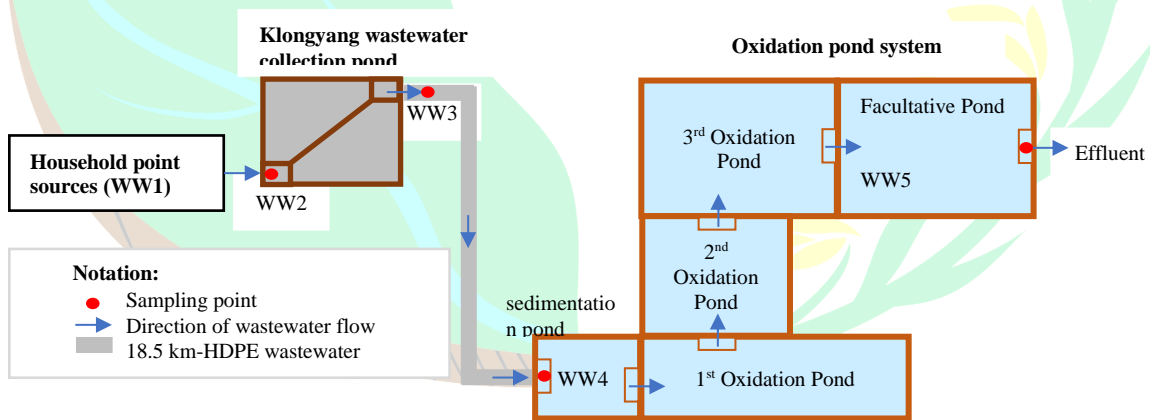 Klongyang wastewater
collection pond
Oxidation pond system
Household point
sources (WW1)
WW2
WW3
3rd Oxidation
Pond
Facultative Pond
WW5
Effluent
2nd
Oxidation
Pond
sedimentatio
n pond
WW4
1st Oxidation Pond
Notation:
Sampling point
Direction of wastewater flow
18.5 km-HDPE wastewater